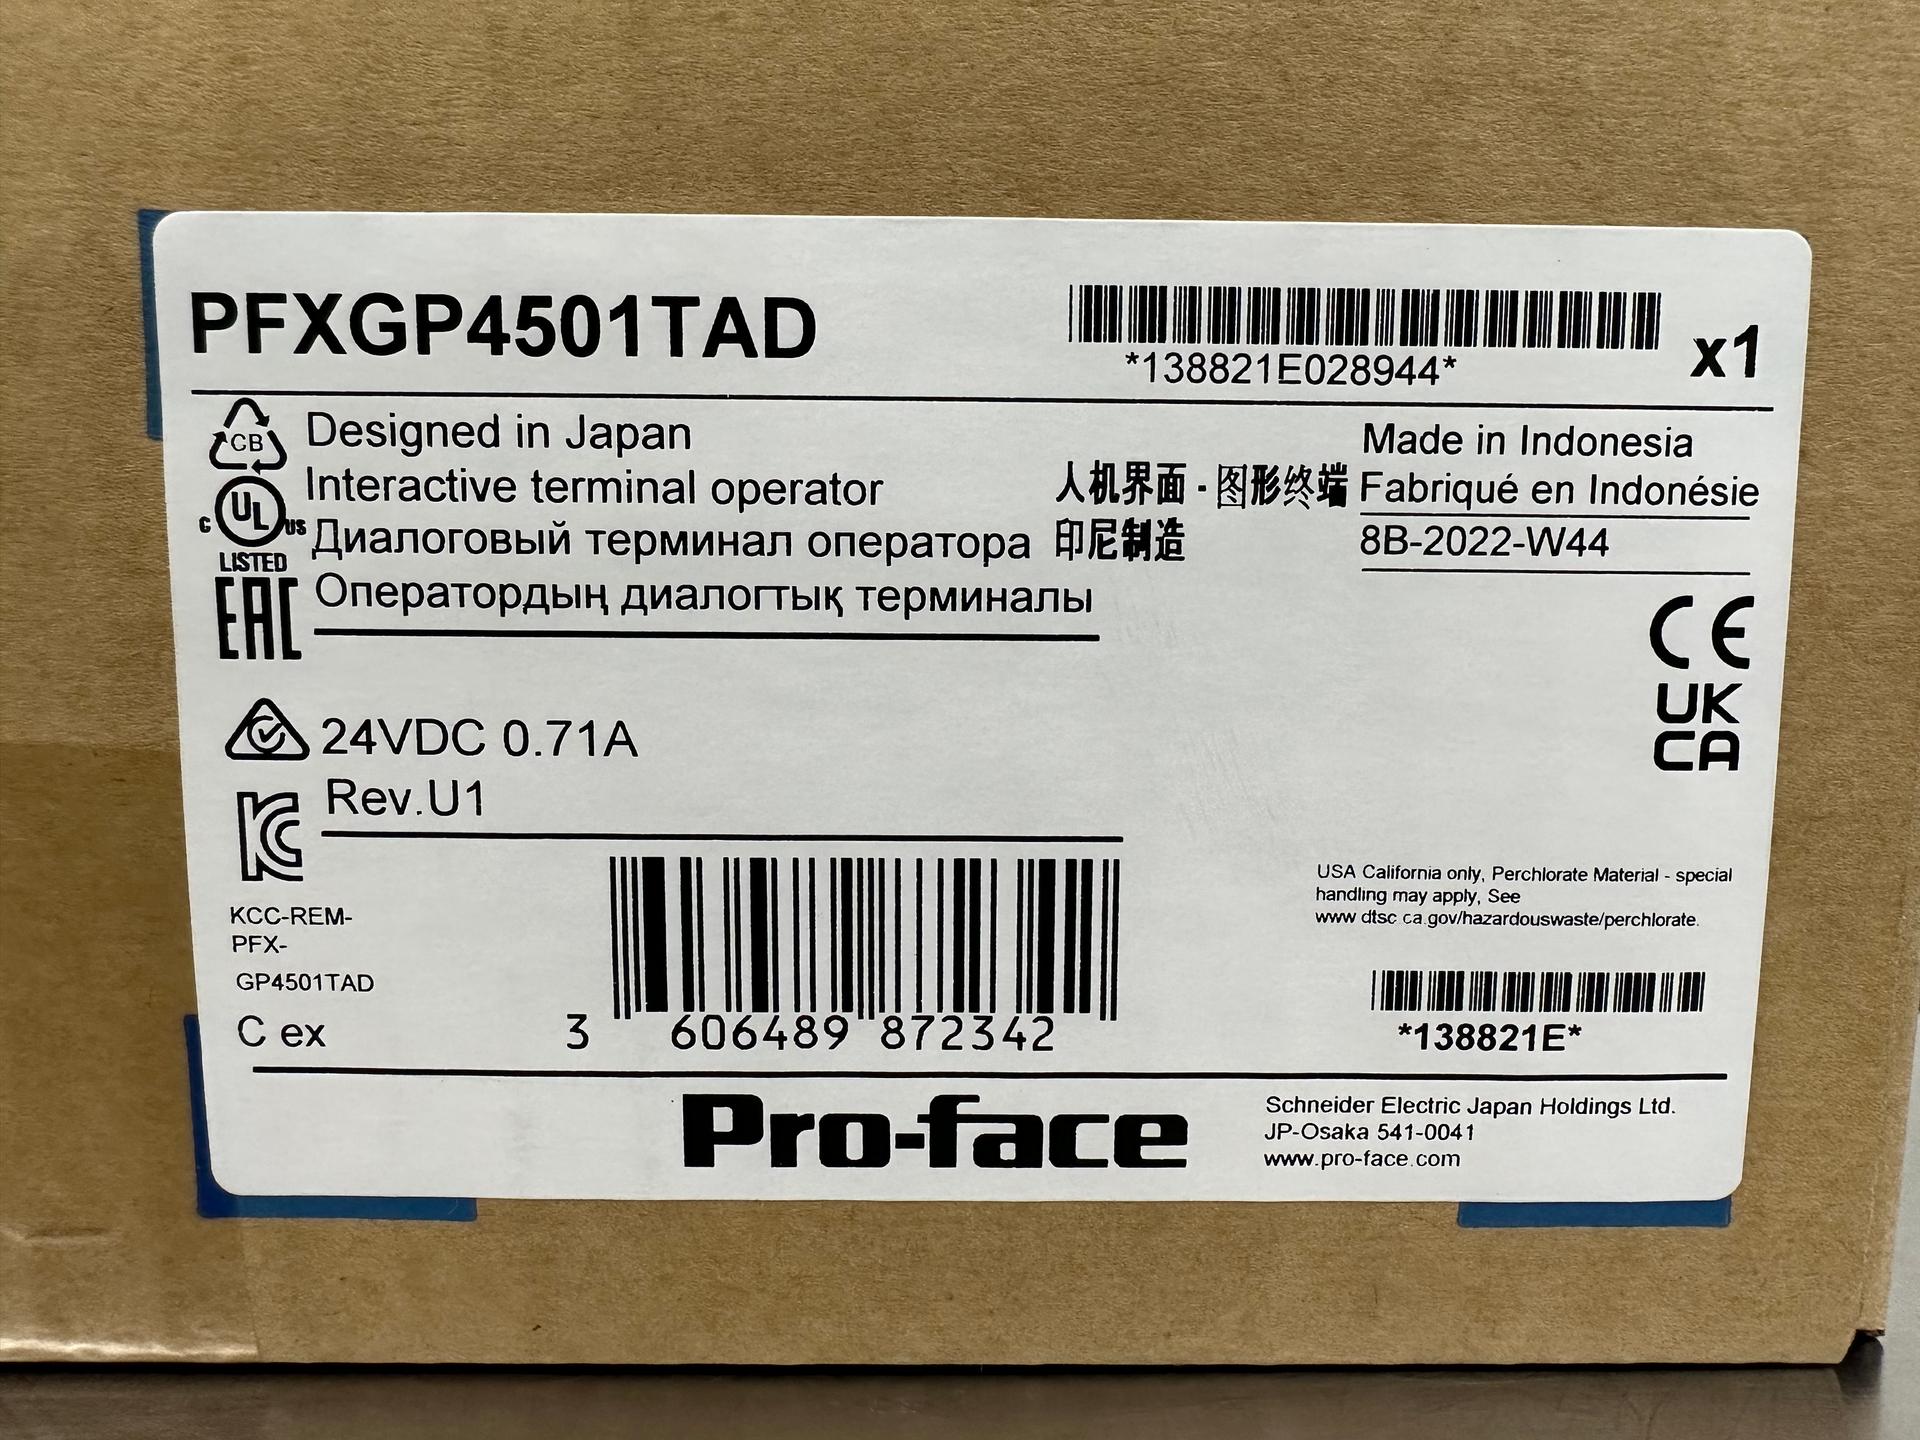 PFXGP4501TAD
*138821E028944*
x1
GB
Designed in Japan
Made in Indonesia
Interactive terminal operator
人机界面 - 图形终端
Fabriqué en Indonésie
C UL US
LISTED
Диалоговый терминал оператора
印尼制造
8B-2022-W44
EAC
Оператордың диалогтық терминалы
CE
UK
CA
24VDC 0.71A
Rev.U1
KC
KCC-REM-
PFX-
GP4501TAD
C ex
3 606489 872342
USA California only, Perchlorate Material - special
handling may apply, See
www dtsc ca.gov/hazardouswaste/perchlorate.
*138821E*
Pro-face
Schneider Electric Japan Holdings Ltd.
JP-Osaka 541-0041
www.pro-face.com